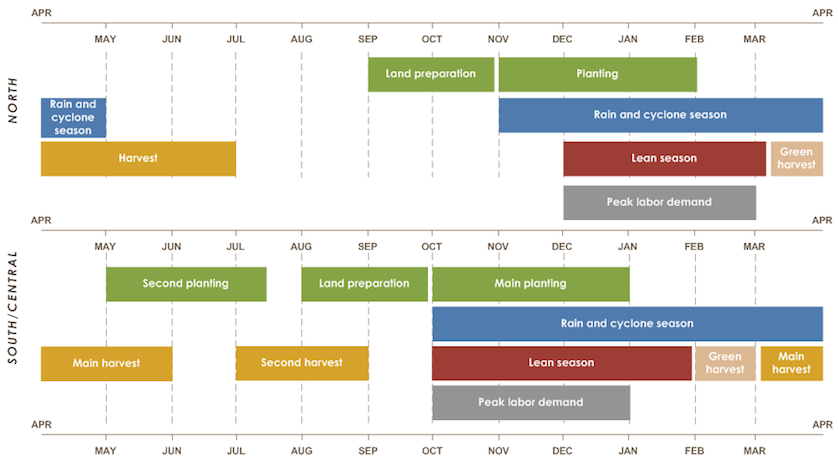 APR APR
MAY JUN JUL AUG SEP OCT NOV DEC JAN FEB MAR
NORTH
Land preparation Planting
Rain and
cyclone
season
Rain and cyclone season
Harvest Lean season
Green
harvest
Peak labor demand
APR APR
MAY JUN JUL AUG SEP OCT NOV DEC JAN FEB MAR
SOUTH/CENTRAL
Second planting Land preparation Main planting
Rain and cyclone season
Main harvest Second harvest Lean season
Green
harvest
Main
harvest
Peak labor demand
APR APR
MAY JUN JUL AUG SEP OCT NOV DEC JAN FEB MAR